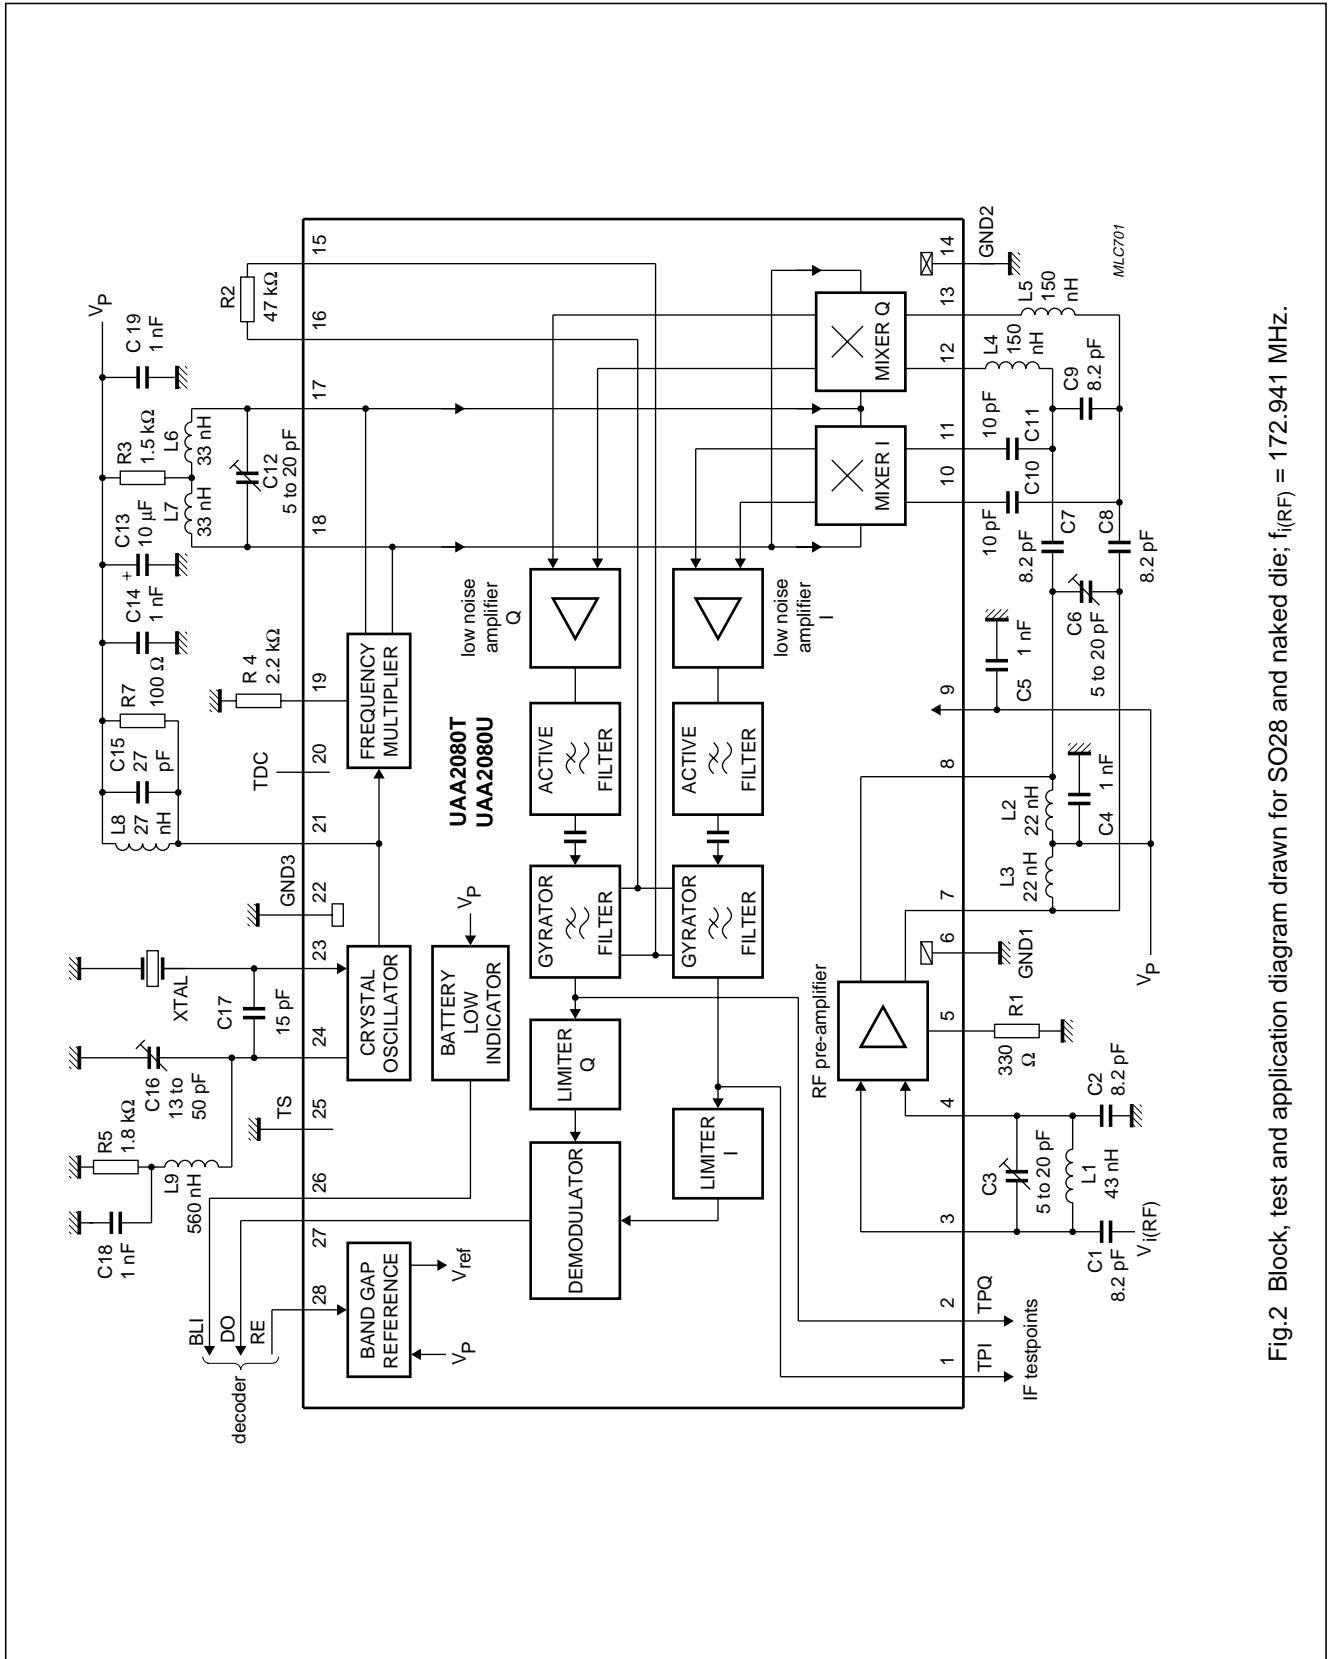 VP
C 19
1 nF
R3
1.5 kΩ
C13
10 µF
+
C14
1 nF
R7
100 Ω
C15
27
pF
L8
27
nH
L6
33 nH
L7
33 nH
C12
5 to 20 pF
R2
47 kΩ
R 4
2.2 kΩ
TDC
GND3
XTAL
C17
15 pF
C16
13 to
50 pF
TS
R5
1.8 kΩ
L9
560 nH
C18
1 nF
BLI
DO
RE
decoder
28
27
26
25
24
23
22
21
20
19
18
17
16
15
BAND GAP
REFERENCE
VP
Vref
CRYSTAL
OSCILLATOR
BATTERY
LOW
INDICATOR
VP
FREQUENCY
MULTIPLIER
UAA2080T
UAA2080U
DEMODULATOR
LIMITER
Q
GYRATOR
FILTER
ACTIVE
FILTER
low noise
amplifier
Q
LIMITER
I
GYRATOR
FILTER
ACTIVE
FILTER
low noise
amplifier
I
MIXER I
MIXER Q
RF pre-amplifier
1
2
3
4
5
6
7
8
9
10
11
12
13
14
TPI
TPQ
IF testpoints
C1
8.2 pF
Vi(RF)
C3
5 to 20 pF
L1
43 nH
C2
8.2 pF
330
Ω
R1
GND1
L3
22 nH
L2
22 nH
C4
1 nF
VP
C5
1 nF
C6
5 to 20 pF
8.2 pF
C7
C8
8.2 pF
10 pF
C10
10 pF
C11
C9
8.2 pF
L4
150
nH
L5
150
nH
GND2
MLC701
Fig.2 Block, test and application diagram drawn for SO28 and naked die; fi(RF) = 172.941 MHz.